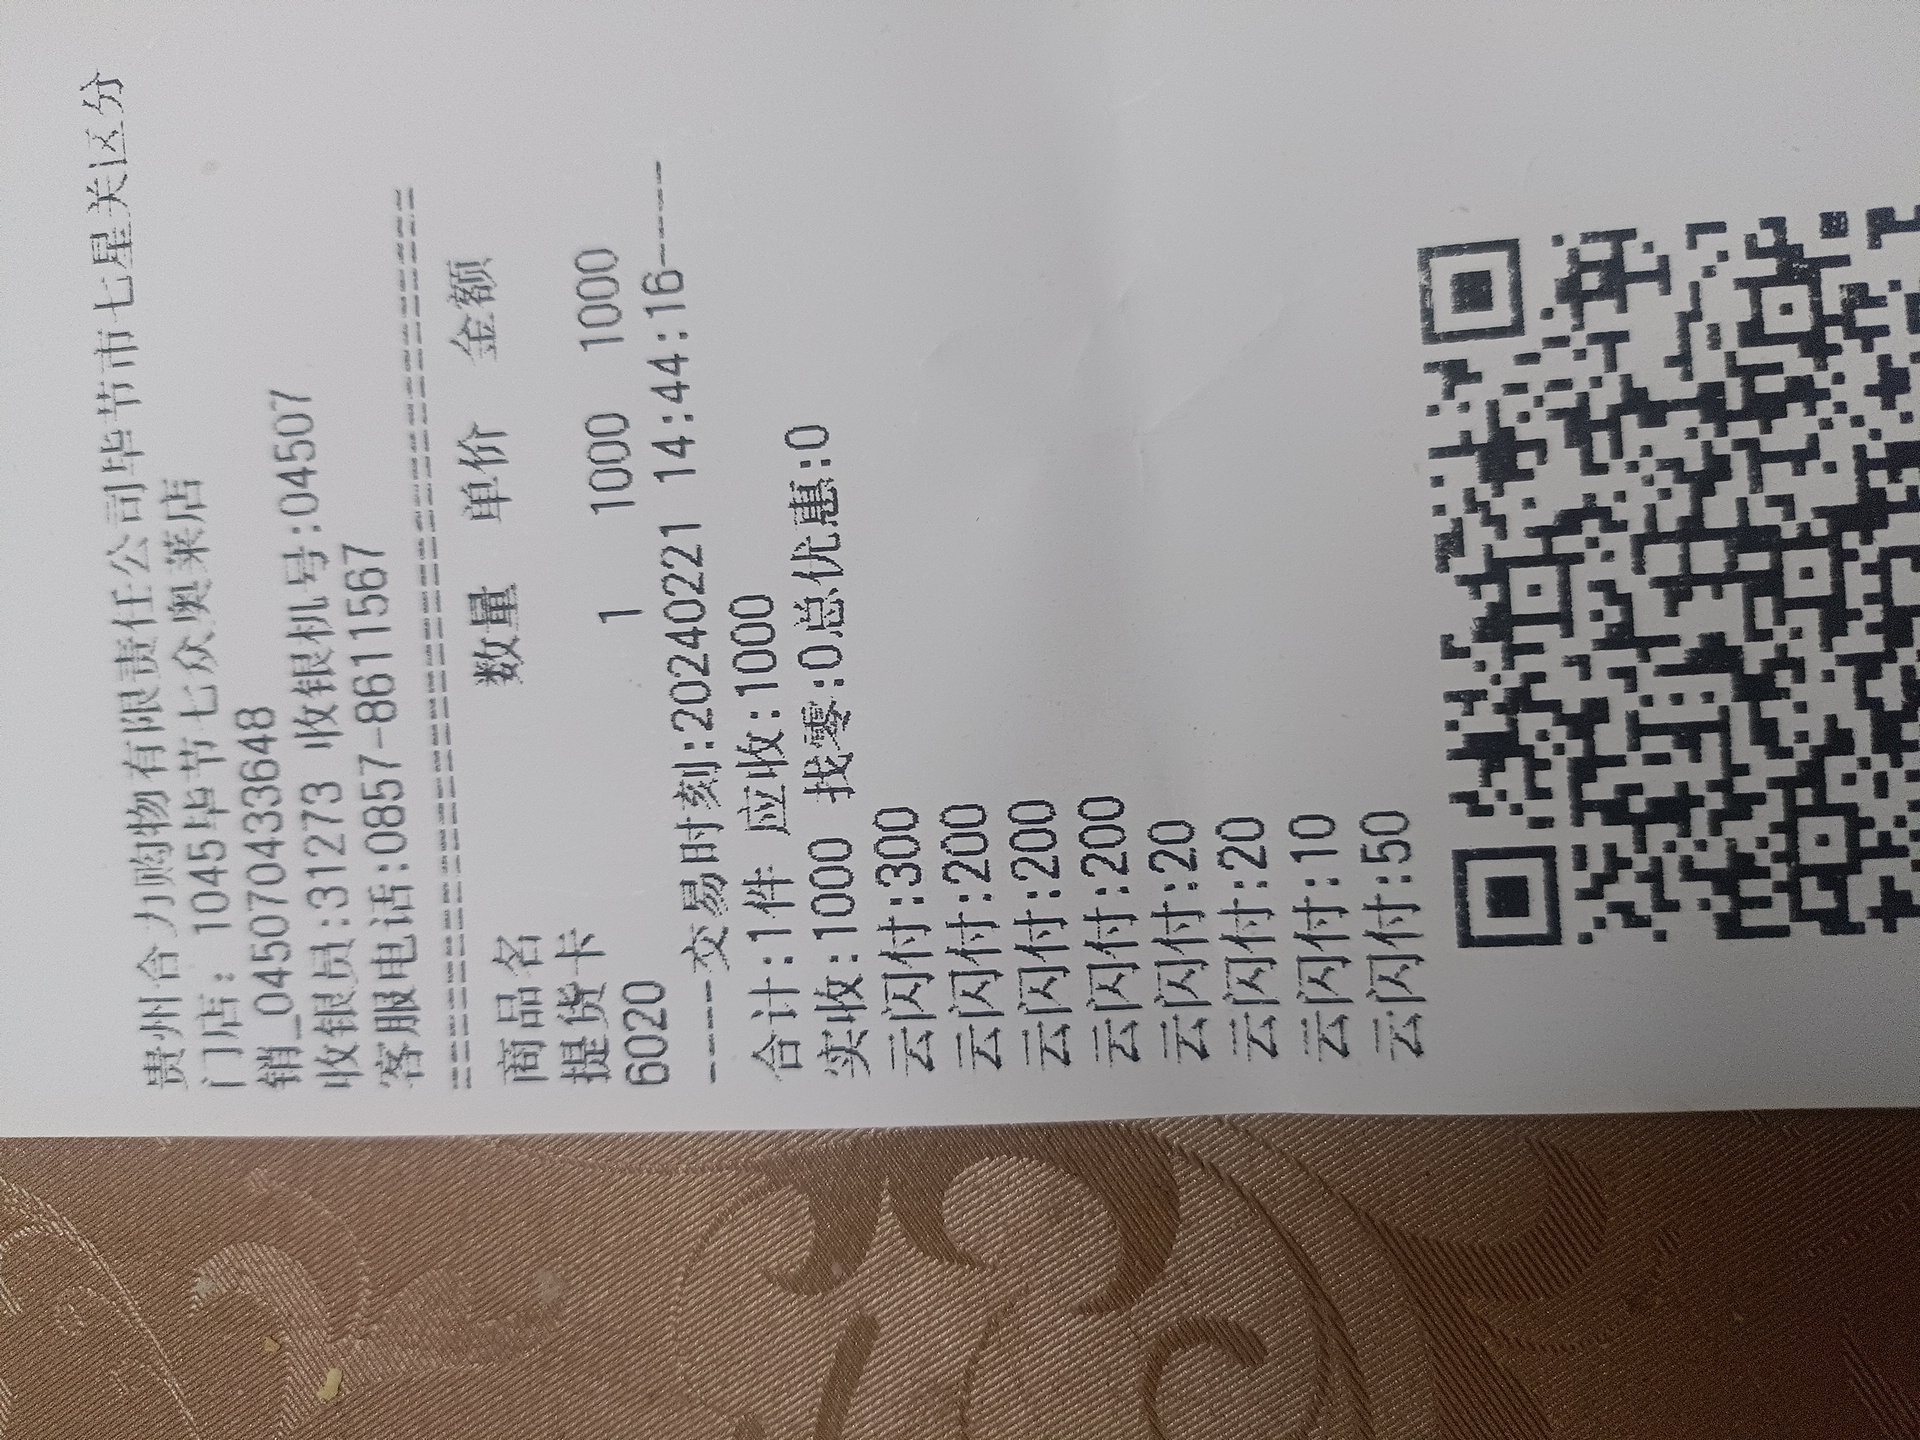 贵州合力购物有限责任公司毕节市七星关区分
门店: 1045毕节七众奥莱店
销_045070433648
收银员:31273 收银机号:04507
客服电话:0857-8611567
==========================================
商品名 数量 单价 金额
提货卡
6020 1 1000 1000
----交易时刻:20240221 14:44:16----
合计:1件 应收:1000
实收:1000 找零:0总优惠:0
云闪付:300
云闪付:200
云闪付:200
云闪付:200
云闪付:20
云闪付:20
云闪付:10
云闪付:50